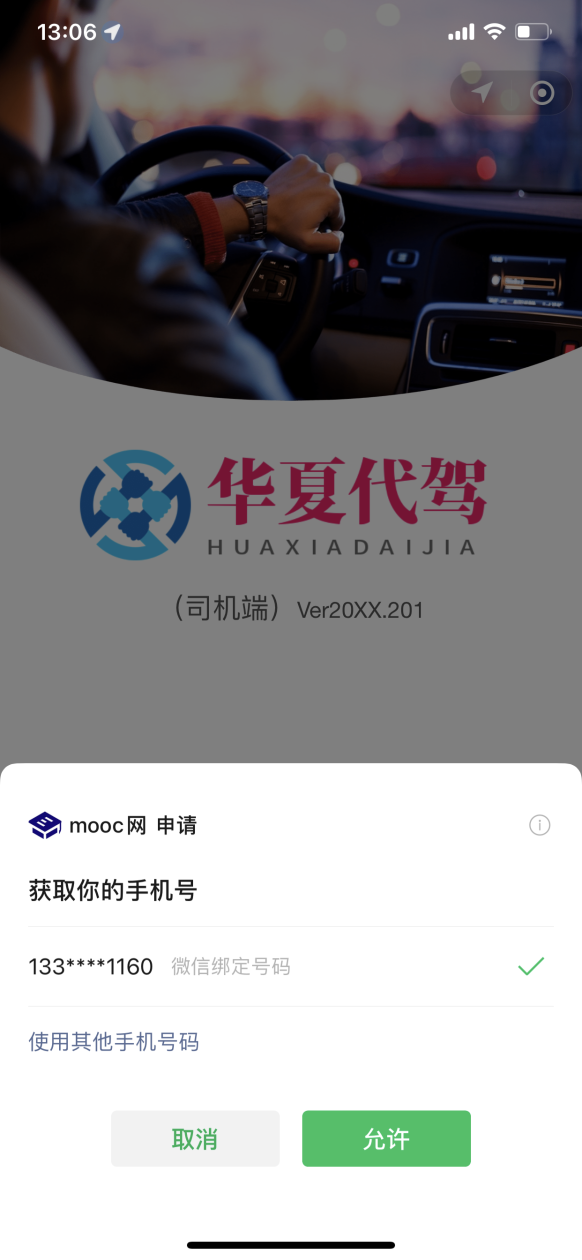 13:06
华夏代驾
HUAXIADAIJIA
（司机端）Ver20XX.201
mooc网 申请
获取你的手机号
133****1160 微信绑定号码
使用其他手机号码
取消 允许